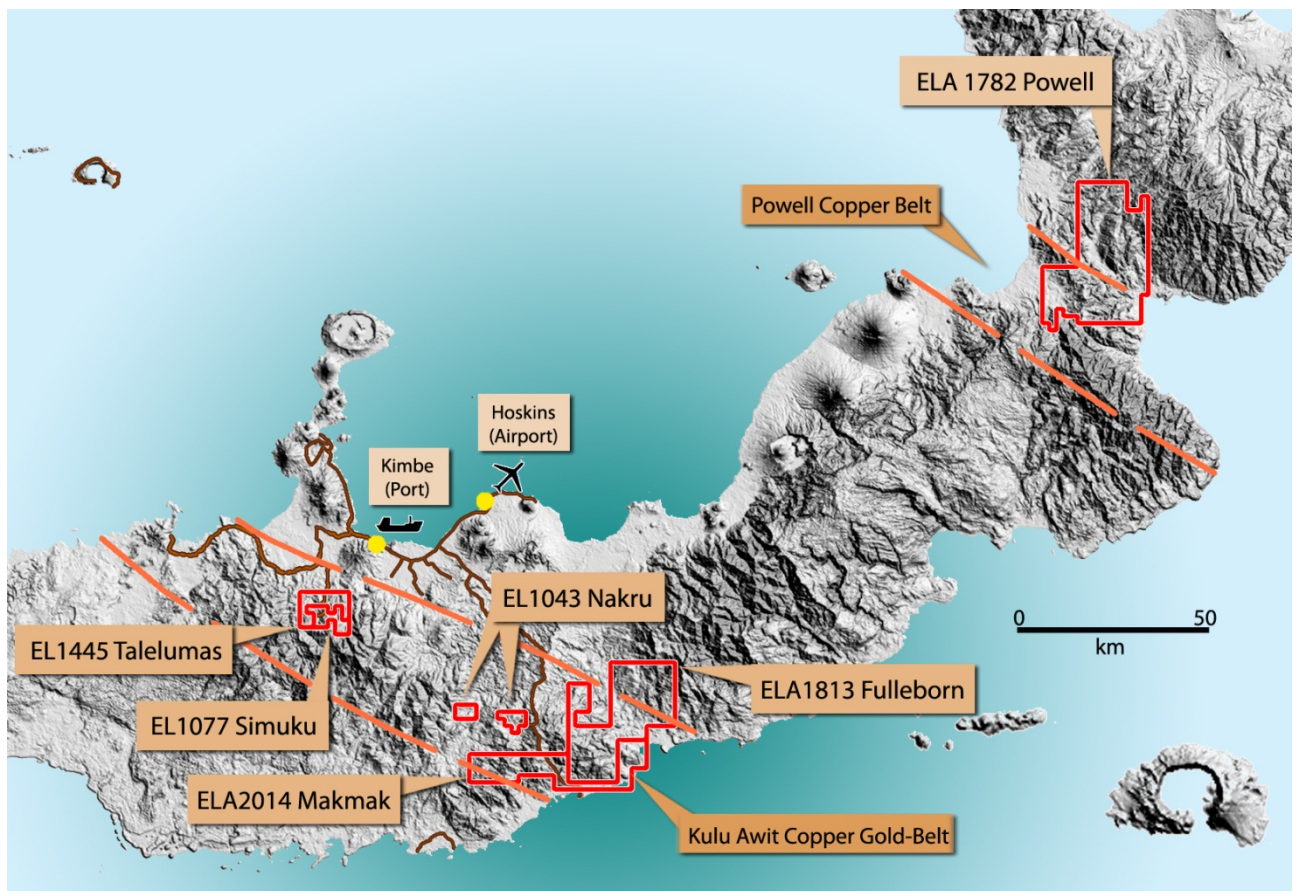 ELA 1782 Powell
Powell Copper Belt
Hoskins
(Airport)
Kimbe
(Port)
EL1043 Nakru
0 50
km
EL1445 Talelumas
ELA1813 Fulleborn
EL1077 Simuku
ELA2014 Makmak
Kulu Awit Copper Gold-Belt